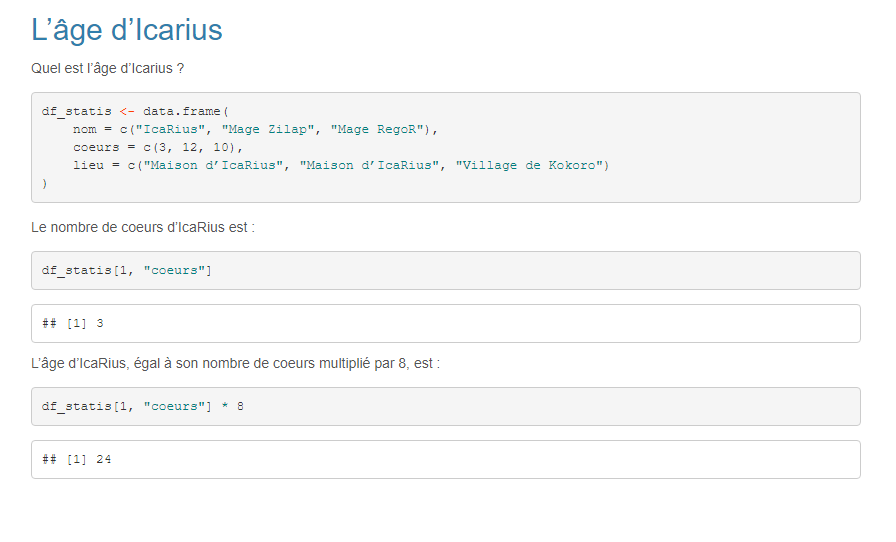 L’âge d’Icarius
Quel est l’âge d’Icarius ?
df_statis <- data.frame(
    nom = c("IcaRius", "Mage Zilap", "Mage RegoR"),
    coeurs = c(3, 12, 10),
    lieu = c("Maison d’IcaRius", "Maison d’IcaRius", "Village de Kokoro")
)
Le nombre de coeurs d’IcaRius est :
df_statis[1, "coeurs"]
## [1] 3
L’âge d’IcaRius, égal à son nombre de coeurs multiplié par 8, est :
df_statis[1, "coeurs"] * 8
## [1] 24